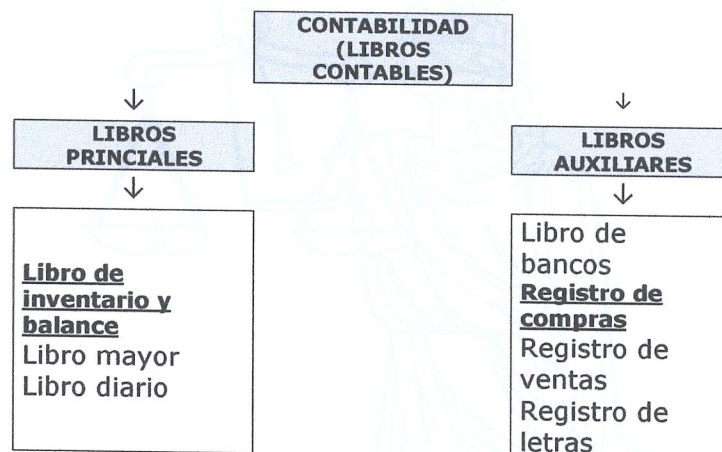 CONTABILIDAD
(LIBROS
CONTABLES)
LIBROS
PRINCIALES
LIBROS
AUXILIARES
Libro de
inventario y
balance
Libro mayor
Libro diario
Libro de
bancos
Registro de
compras
Registro de
ventas
Registro de
letras